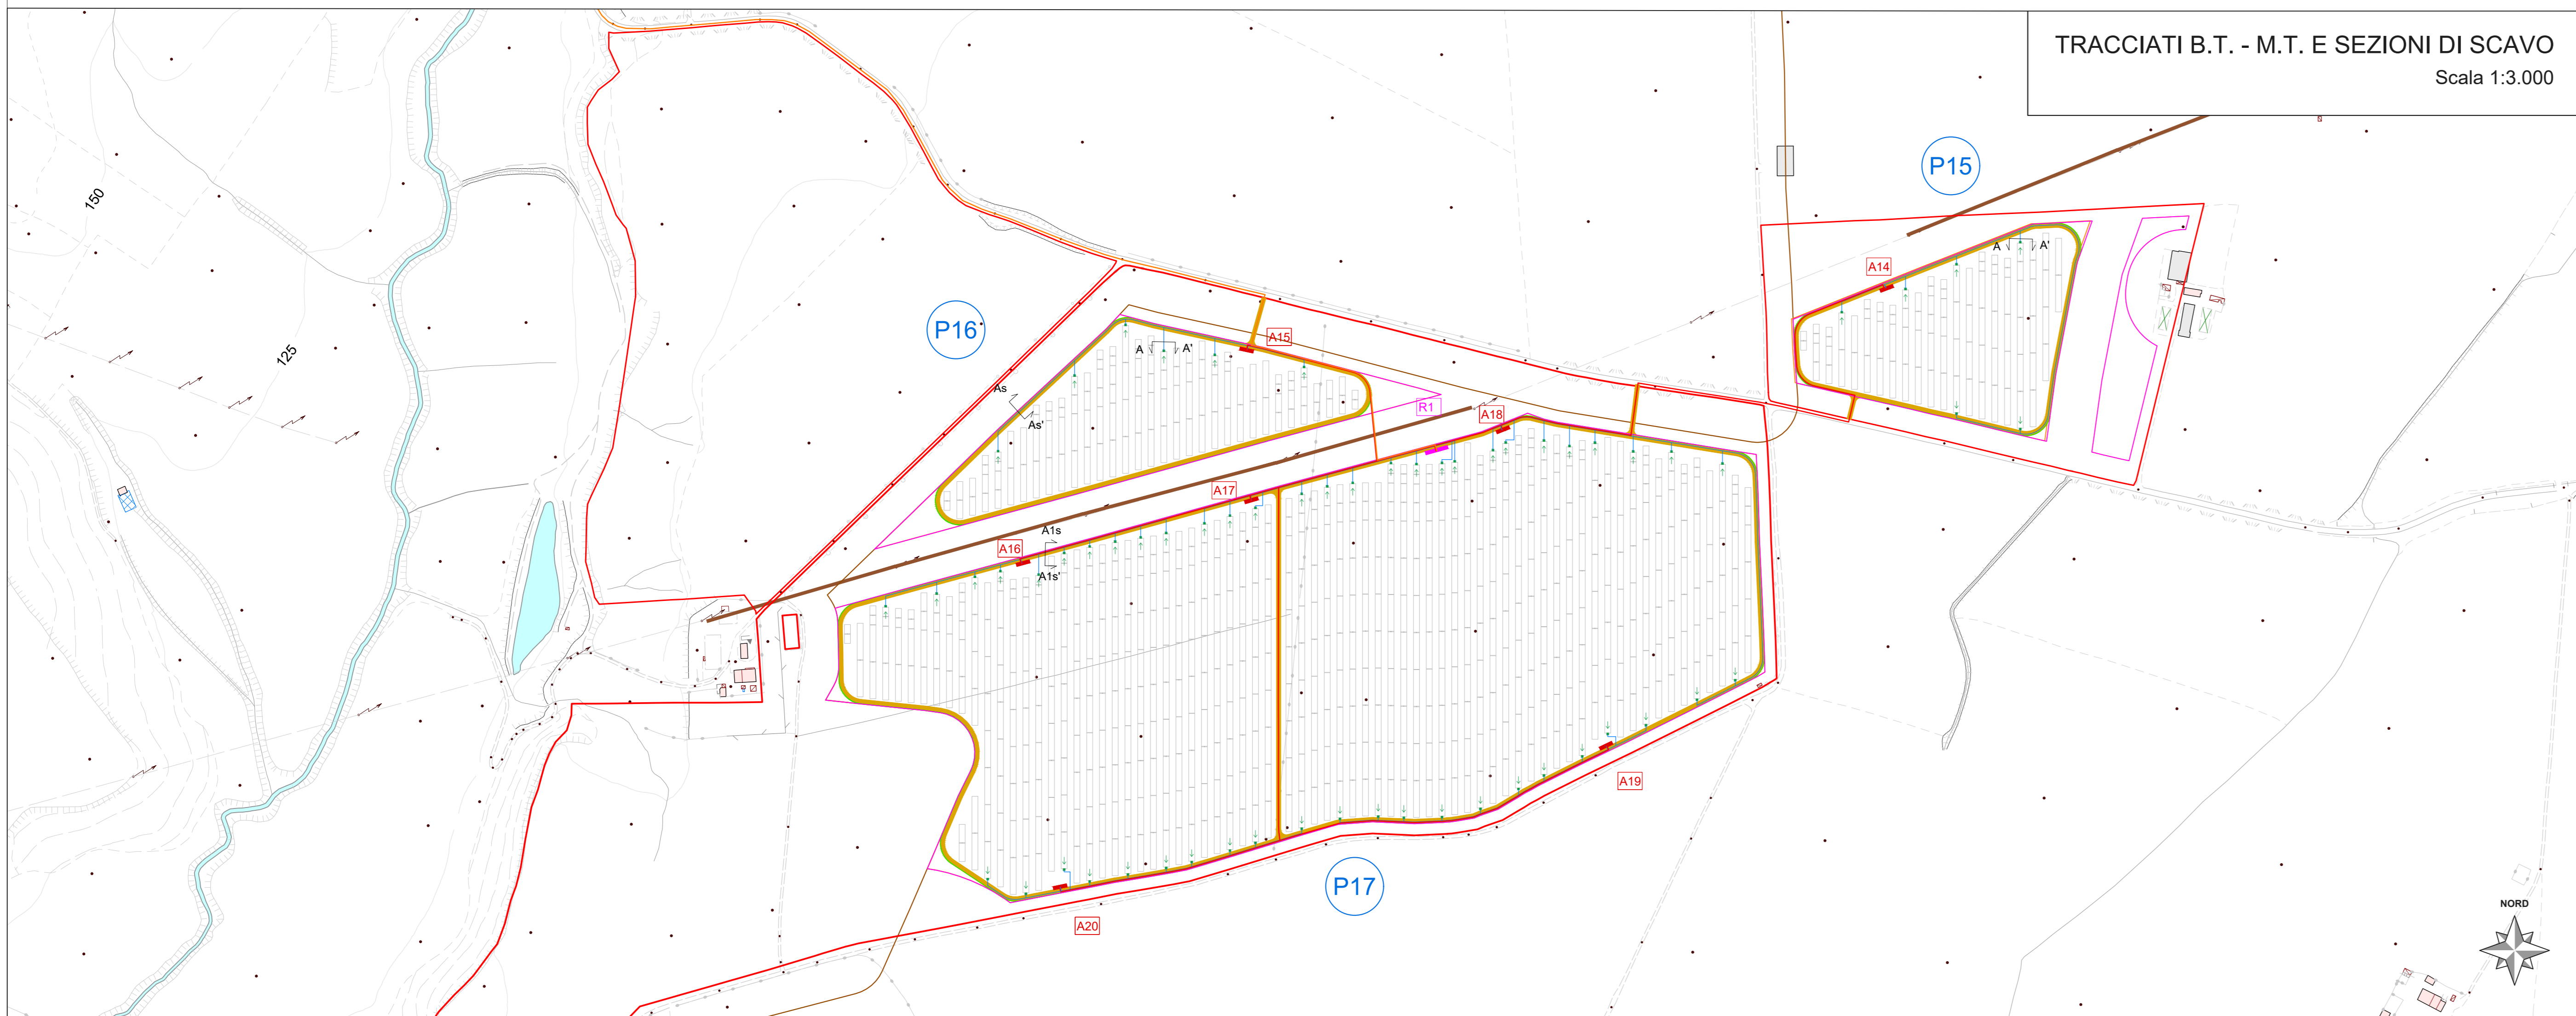 TRACCIATI B.T. - M.T. E SEZIONI DI SCAVO
Scala 1:3.000
P15
150
A A'
A14
P16
A15
125
A A'
As
As'
R1
A18
A17
A1s
A16
A1s'
A19
P17
A20
NORD